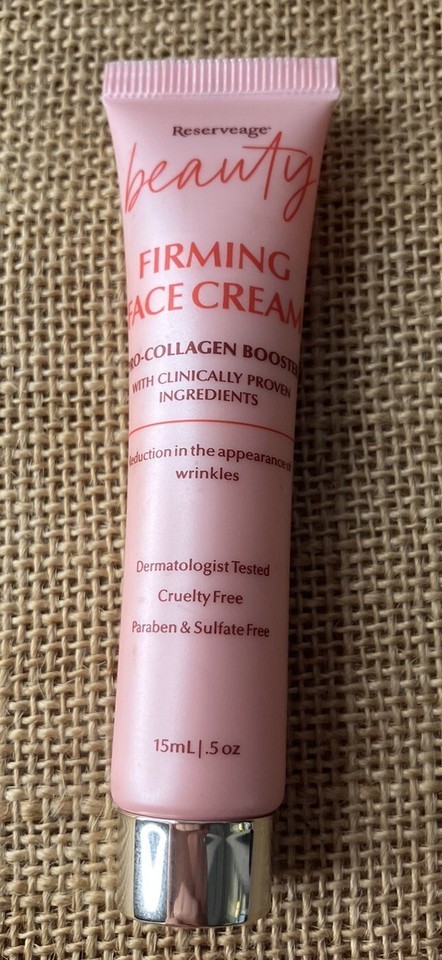 Reserveage
beauty
FIRMING
FACE CREAM
PRO-COLLAGEN BOOSTER
WITH CLINICALLY PROVEN
INGREDIENTS
Reduction in the appearance of
wrinkles
Dermatologist Tested
Cruelty Free
Paraben & Sulfate Free
15mL|.5 oz